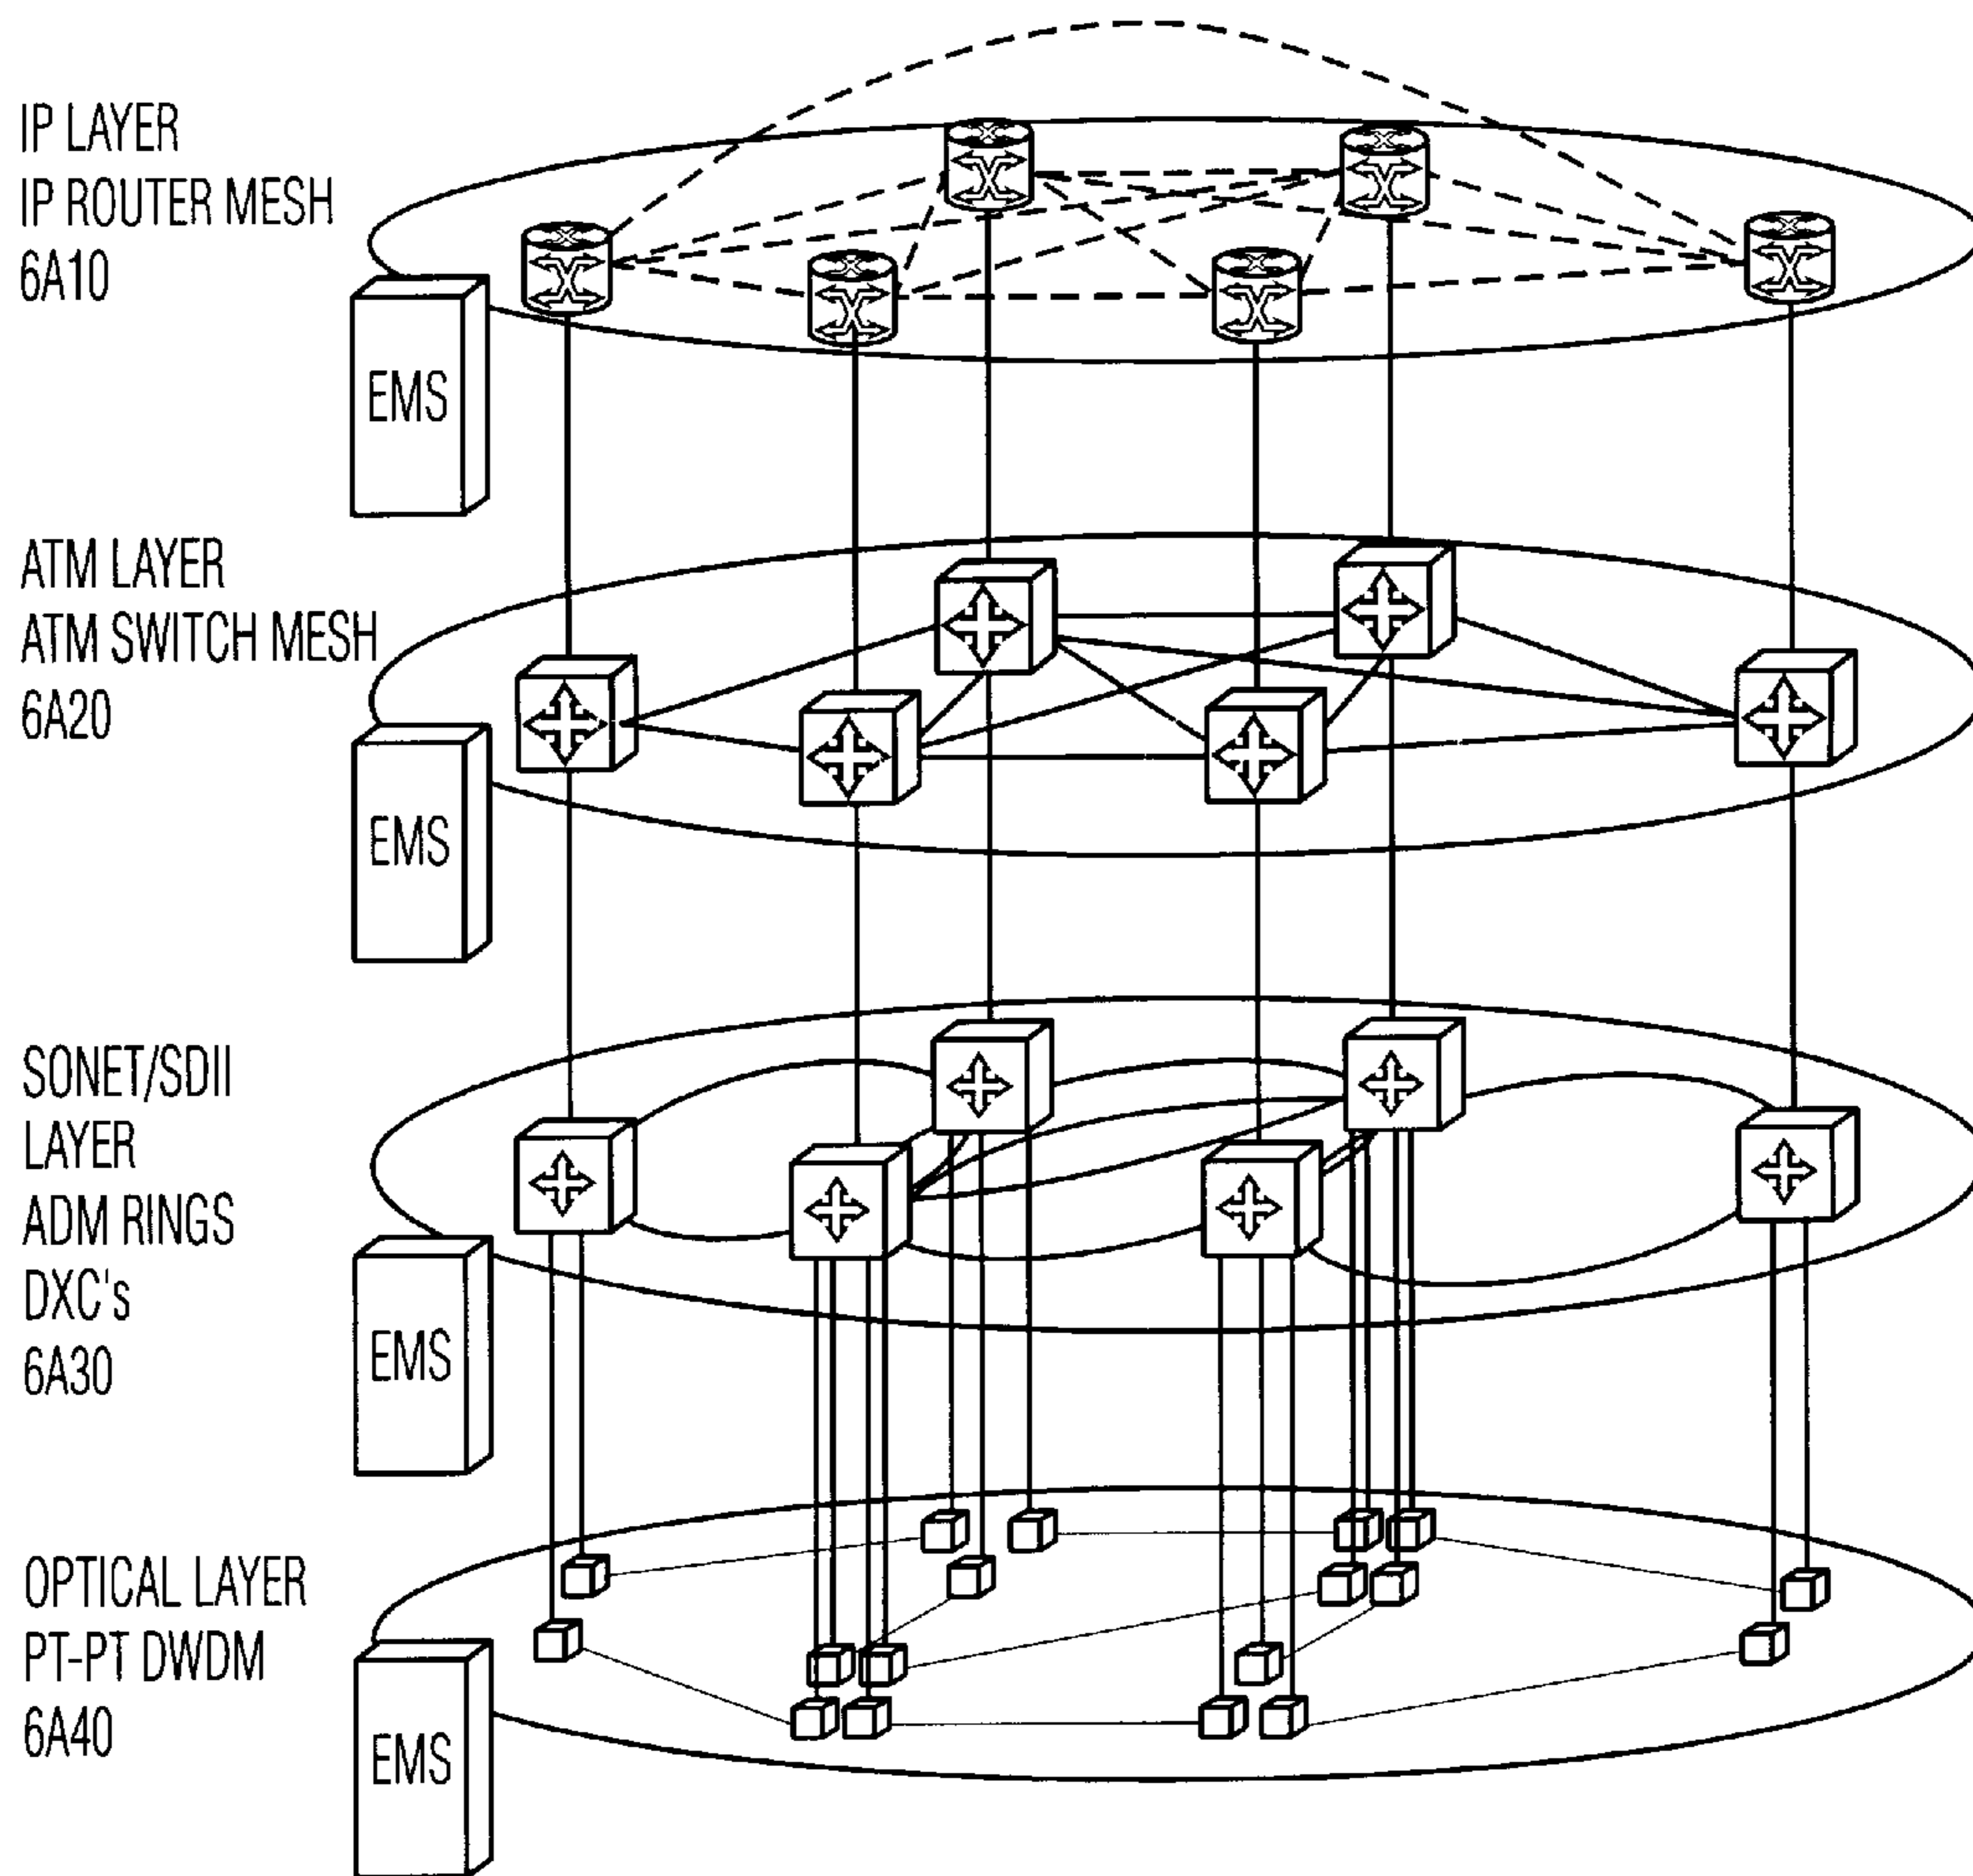 IP LAYER
IP ROUTER MESH
6A10
EMS
ATM LAYER
ATM SWITCH MESH
6A20
EMS
SONET/SDII
LAYER
ADM RINGS
DXC's
6A30
EMS
OPTICAL LAYER
PT-PT DWDM
6A40
EMS